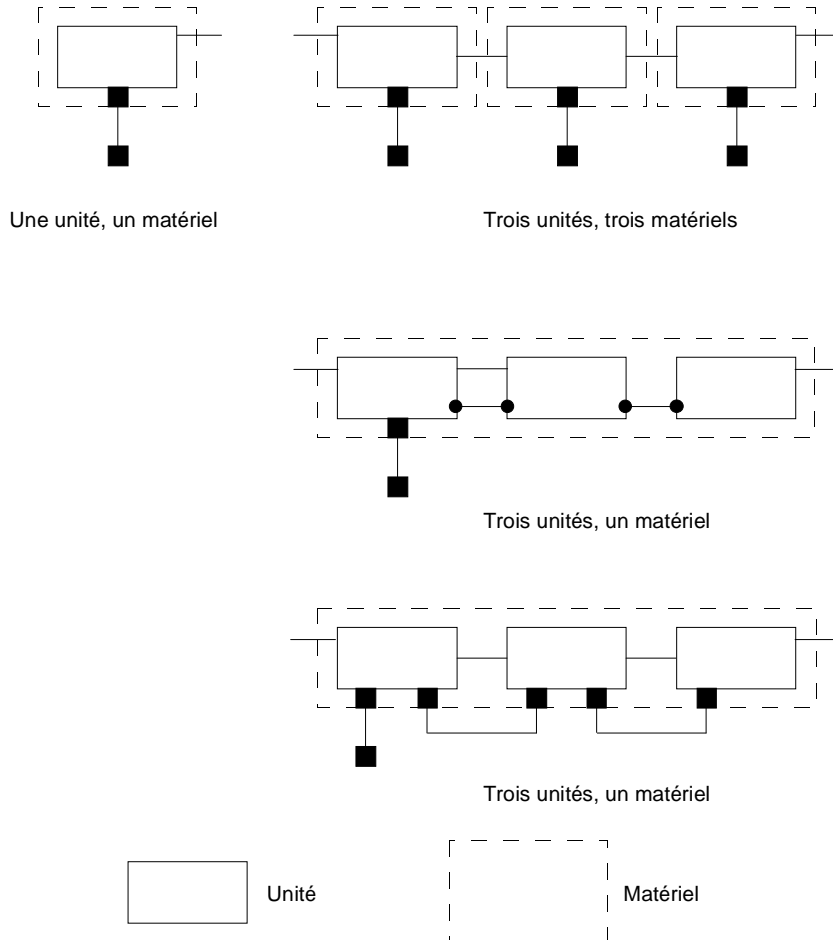 Une unité, un matériel
Trois unités, trois matériels
Trois unités, un matériel
Trois unités, un matériel
Unité
Matériel